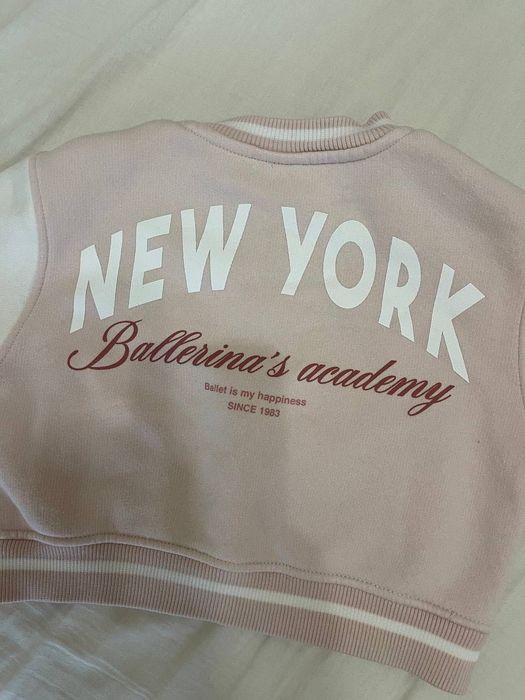 NEW YORK
Ballerina's academy
Ballet is my happiness
SINCE 1983